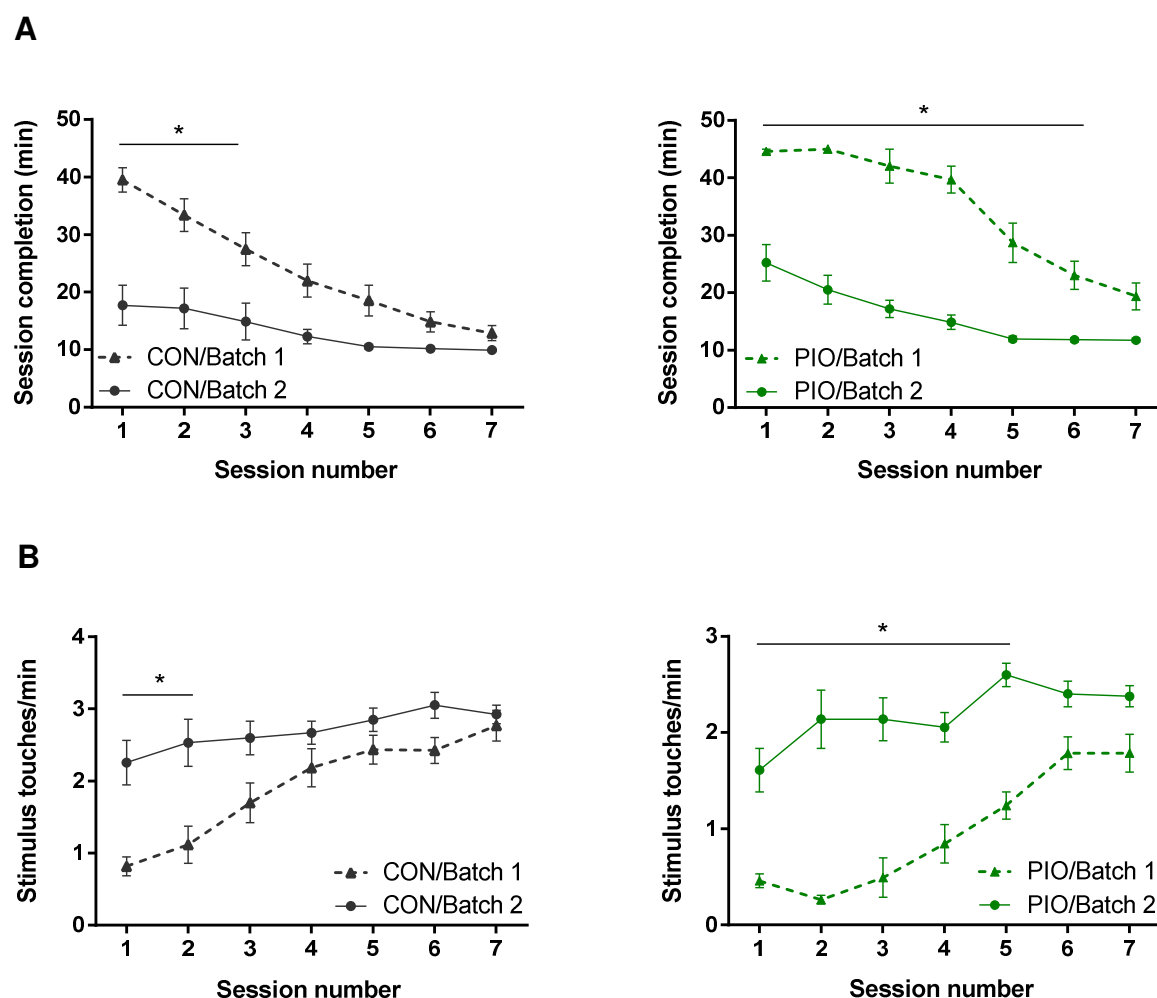 A
Session completion (min)
50
40
30
20
10
0
*
CON/Batch 1
CON/Batch 2
1 2 3 4 5 6 7
Session number
Session completion (min)
50
40
30
20
10
0
*
PIO/Batch 1
PIO/Batch 2
1 2 3 4 5 6 7
Session number
B
Stimulus touches/min
4
3
2
1
0
*
CON/Batch 1
CON/Batch 2
1 2 3 4 5 6 7
Session number
Stimulus touches/min
3
2
1
0
*
PIO/Batch 1
PIO/Batch 2
1 2 3 4 5 6 7
Session number